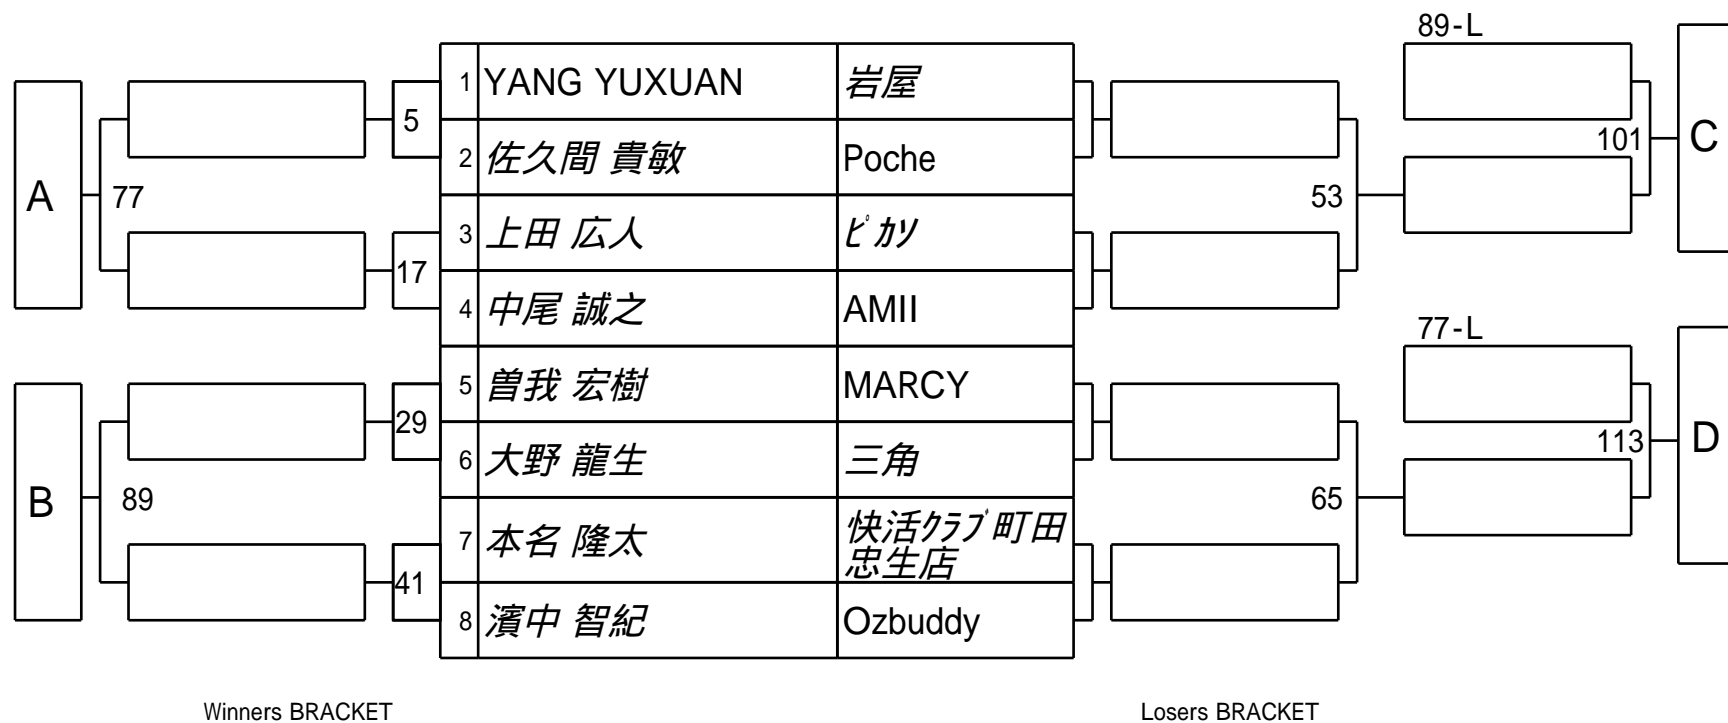 89-L
1 YANG YUXUAN 岩屋
5
2 佐久間 貴敏 Poche
101 C
A 77
53
3 上田 広人 ﾋﾟｶｿ
17
4 中尾 誠之 AMII
77-L
5 曽我 宏樹 MARCY
29
6 大野 龍生 三角
113 D
B 89
65
7 本名 隆太 快活ｸﾗﾌﾞ町田
忠生店
41
8 濱中 智紀 Ozbuddy
Winners BRACKET
Losers BRACKET